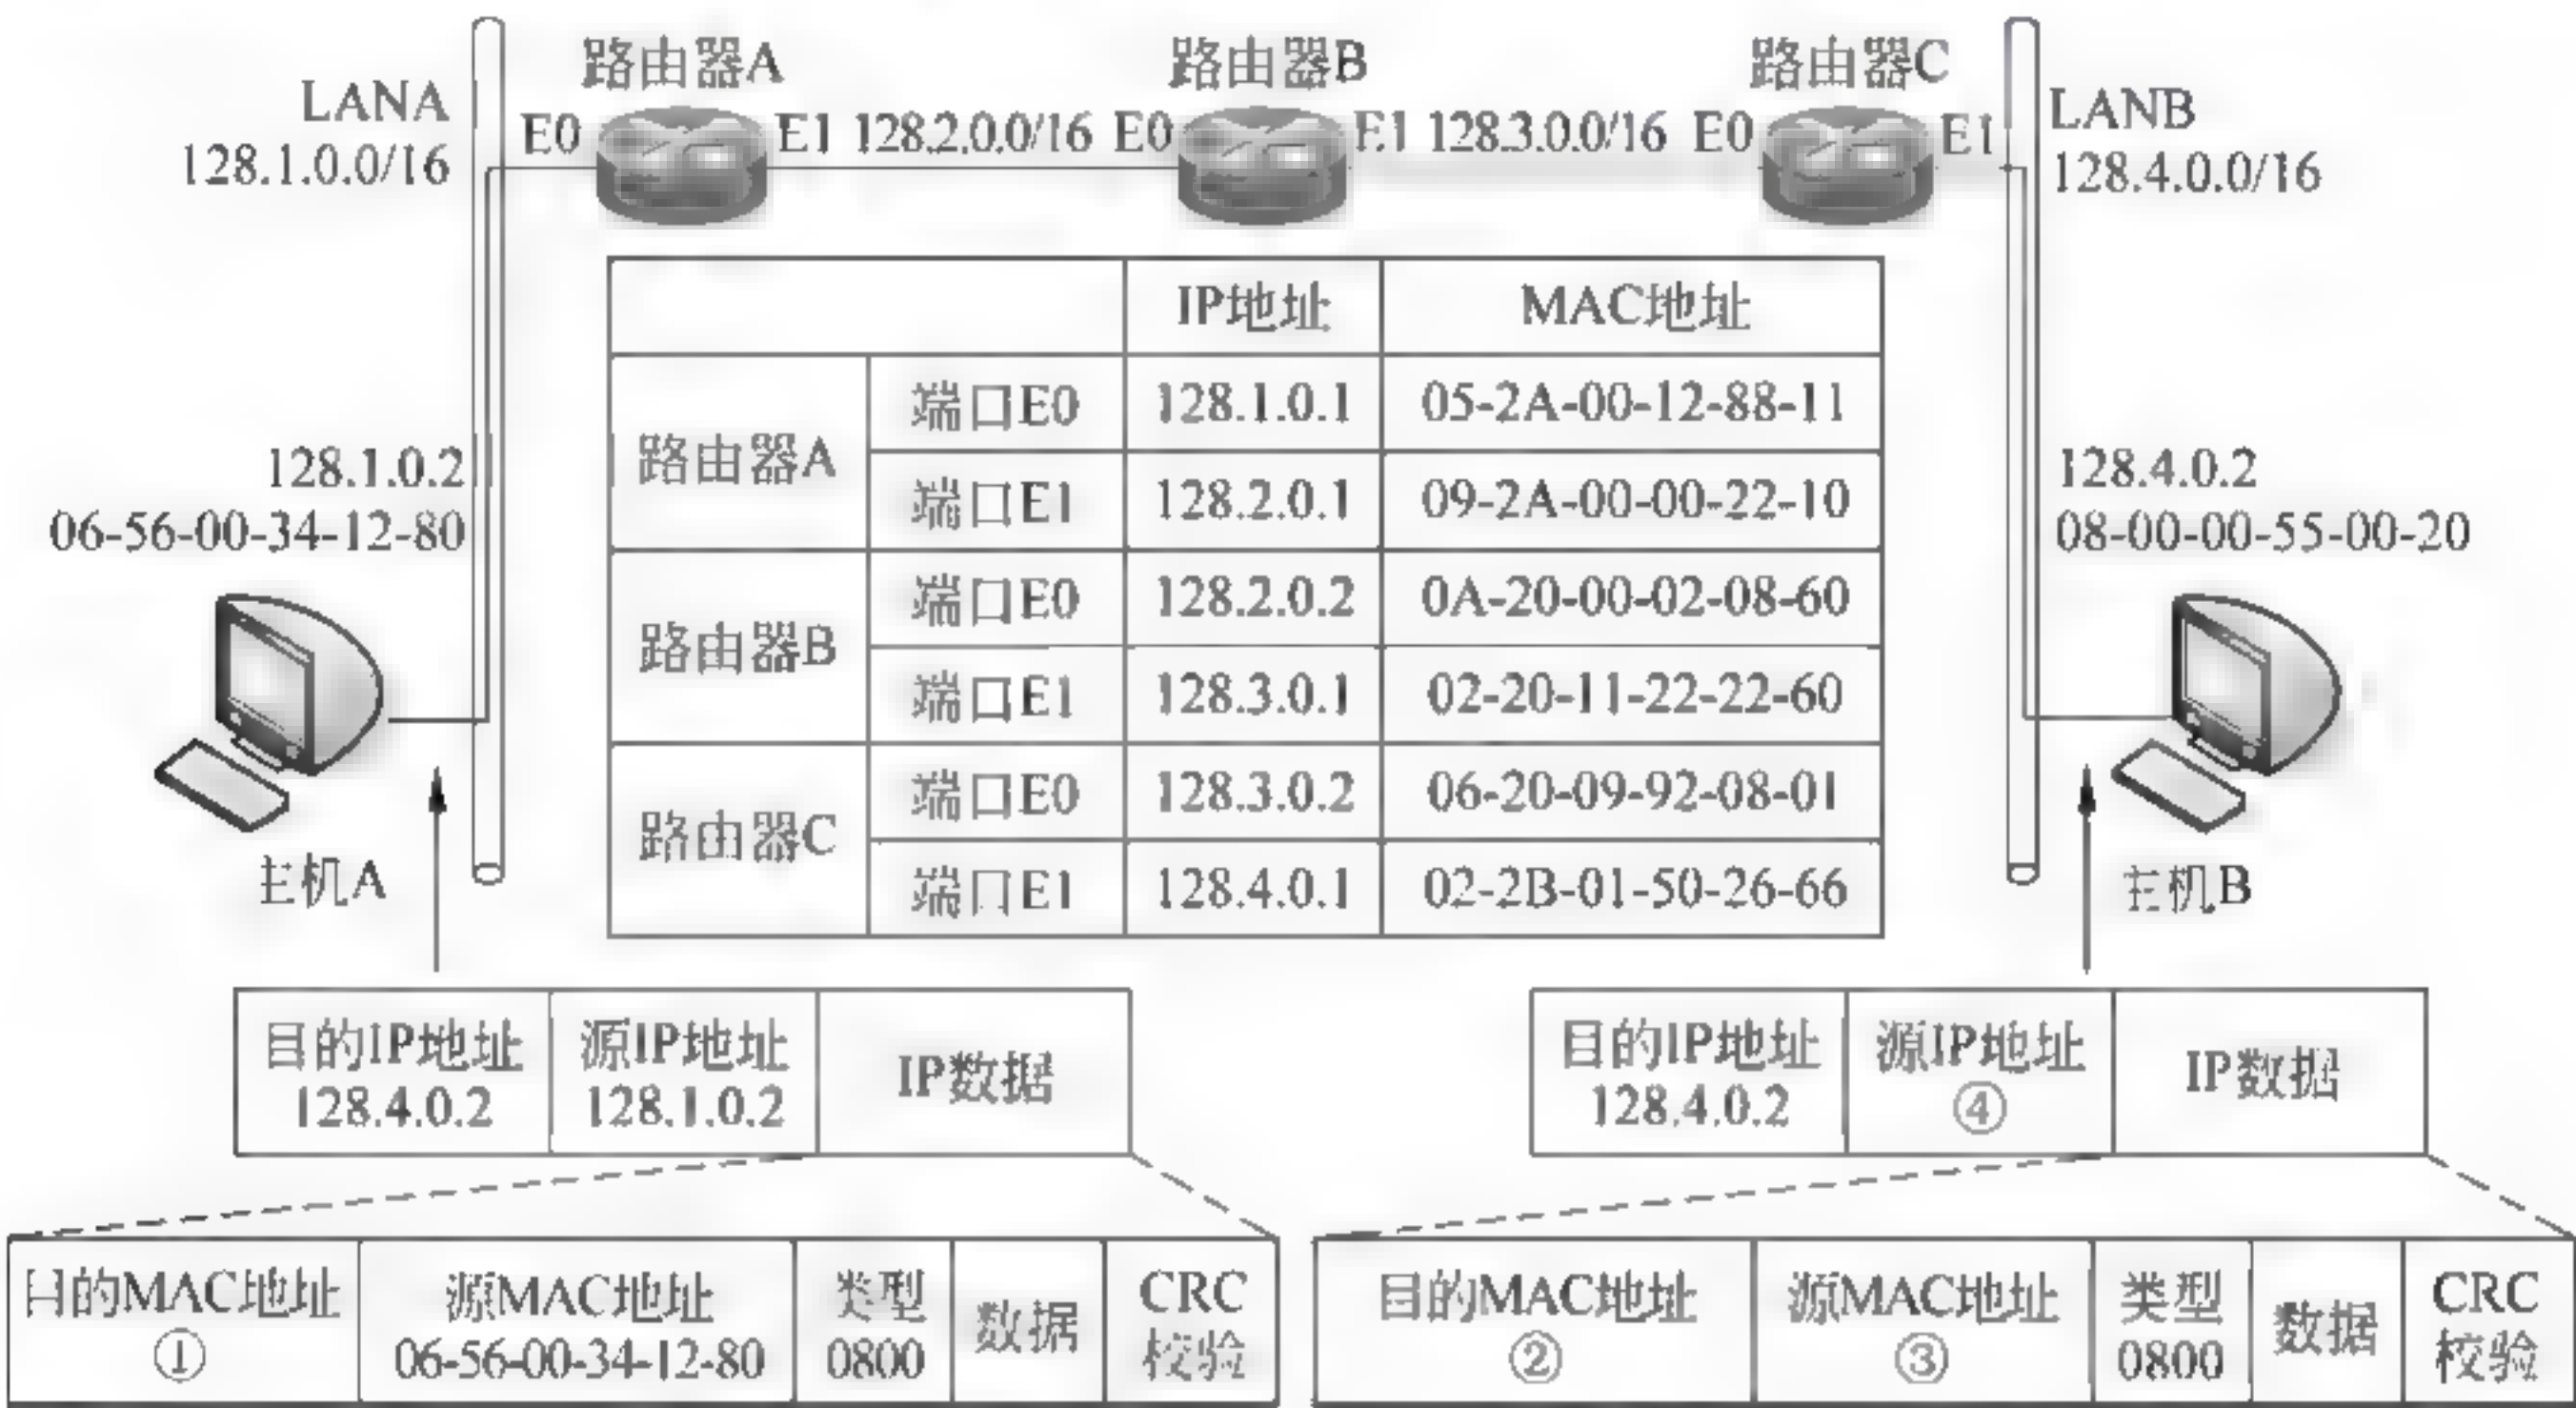 路由器A
路由器B
路由器C
LANA
128.1.0.0/16
E0
E1 128.2.0.0/16 E0
E1 128.3.0.0/16 E0
E1
LANB
128.4.0.0/16
IP地址 MAC地址
路由器A
端口E0 128.1.0.1 05-2A-00-12-88-11
端口E1 128.2.0.1 09-2A-00-00-22-10
路由器B
端口E0 128.2.0.2 0A-20-00-02-08-60
端口E1 128.3.0.1 02-20-11-22-22-60
路由器C
端口E0 128.3.0.2 06-20-09-92-08-01
端口E1 128.4.0.1 02-2B-01-50-26-66
128.1.0.2
06-56-00-34-12-80
主机A
128.4.0.2
08-00-00-55-00-20
主机B
目的IP地址
128.4.0.2
源IP地址
128.1.0.2
IP数据
目的IP地址
128.4.0.2
源IP地址
④
IP数据
目的MAC地址
①
源MAC地址
06-56-00-34-12-80
类型
0800
数据
CRC
校验
目的MAC地址
②
源MAC地址
③
类型
0800
数据
CRC
校验